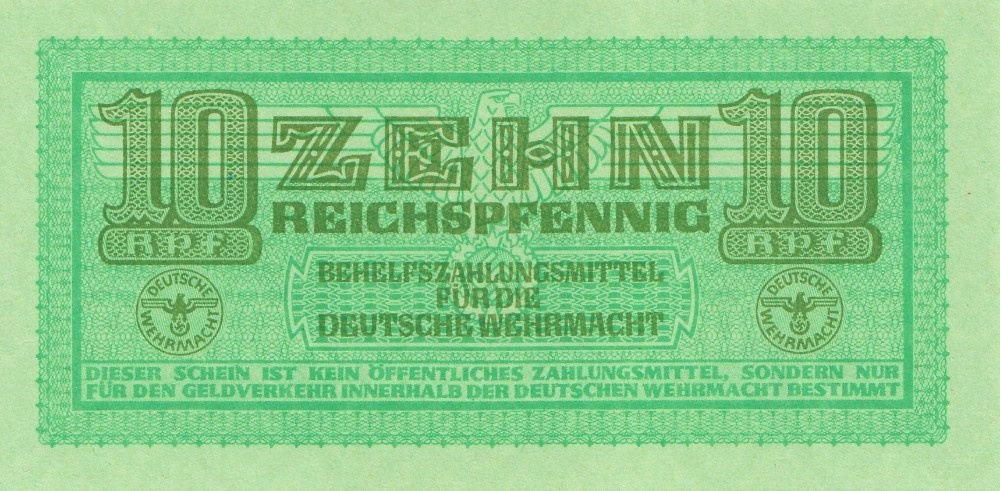 10 ZEHN 10
REICHSPFENNIG
Rpf Rpf
BEHELFSZAHLUNGSMITTEL
FÜR DIE
DEUTSCHE WEHRMACHT
DEUTSCHE WEHRMACHT
DEUTSCHE WEHRMACHT
DIESER SCHEIN IST KEIN ÖFFENTLICHES ZAHLUNGSMITTEL, SONDERN NUR
FÜR DEN GELDVERKEHR INNERHALB DER DEUTSCHEN WEHRMACHT BESTIMMT